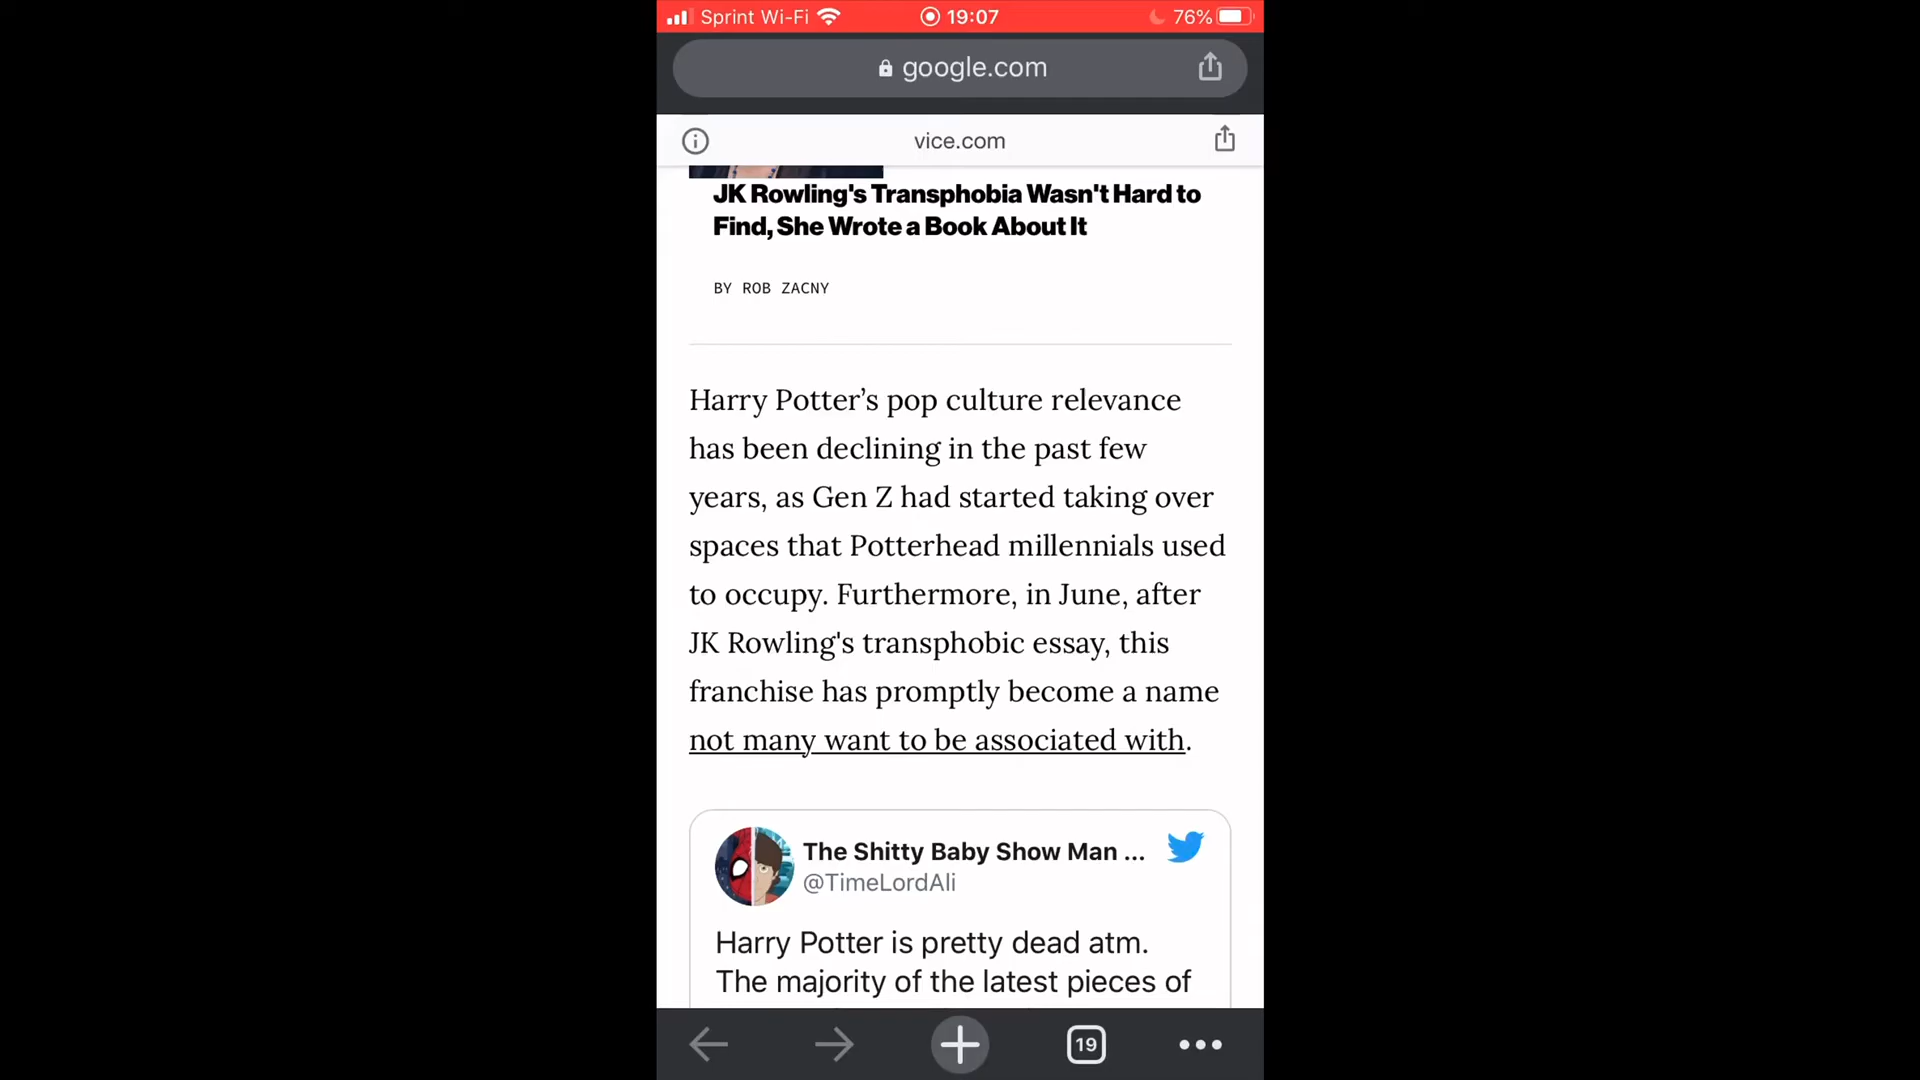 Sprint Wi-Fi 19:07 76%
google.com
vice.com
JK Rowling's Transphobia Wasn't Hard to
Find, She Wrote a Book About It
BY ROB ZACNY
Harry Potter’s pop culture relevance
has been declining in the past few
years, as Gen Z had started taking over
spaces that Potterhead millennials used
to occupy. Furthermore, in June, after
JK Rowling's transphobic essay, this
franchise has promptly become a name
not many want to be associated with.
The Shitty Baby Show Man ...
@TimeLordAli
Harry Potter is pretty dead atm.
The majority of the latest pieces of
19